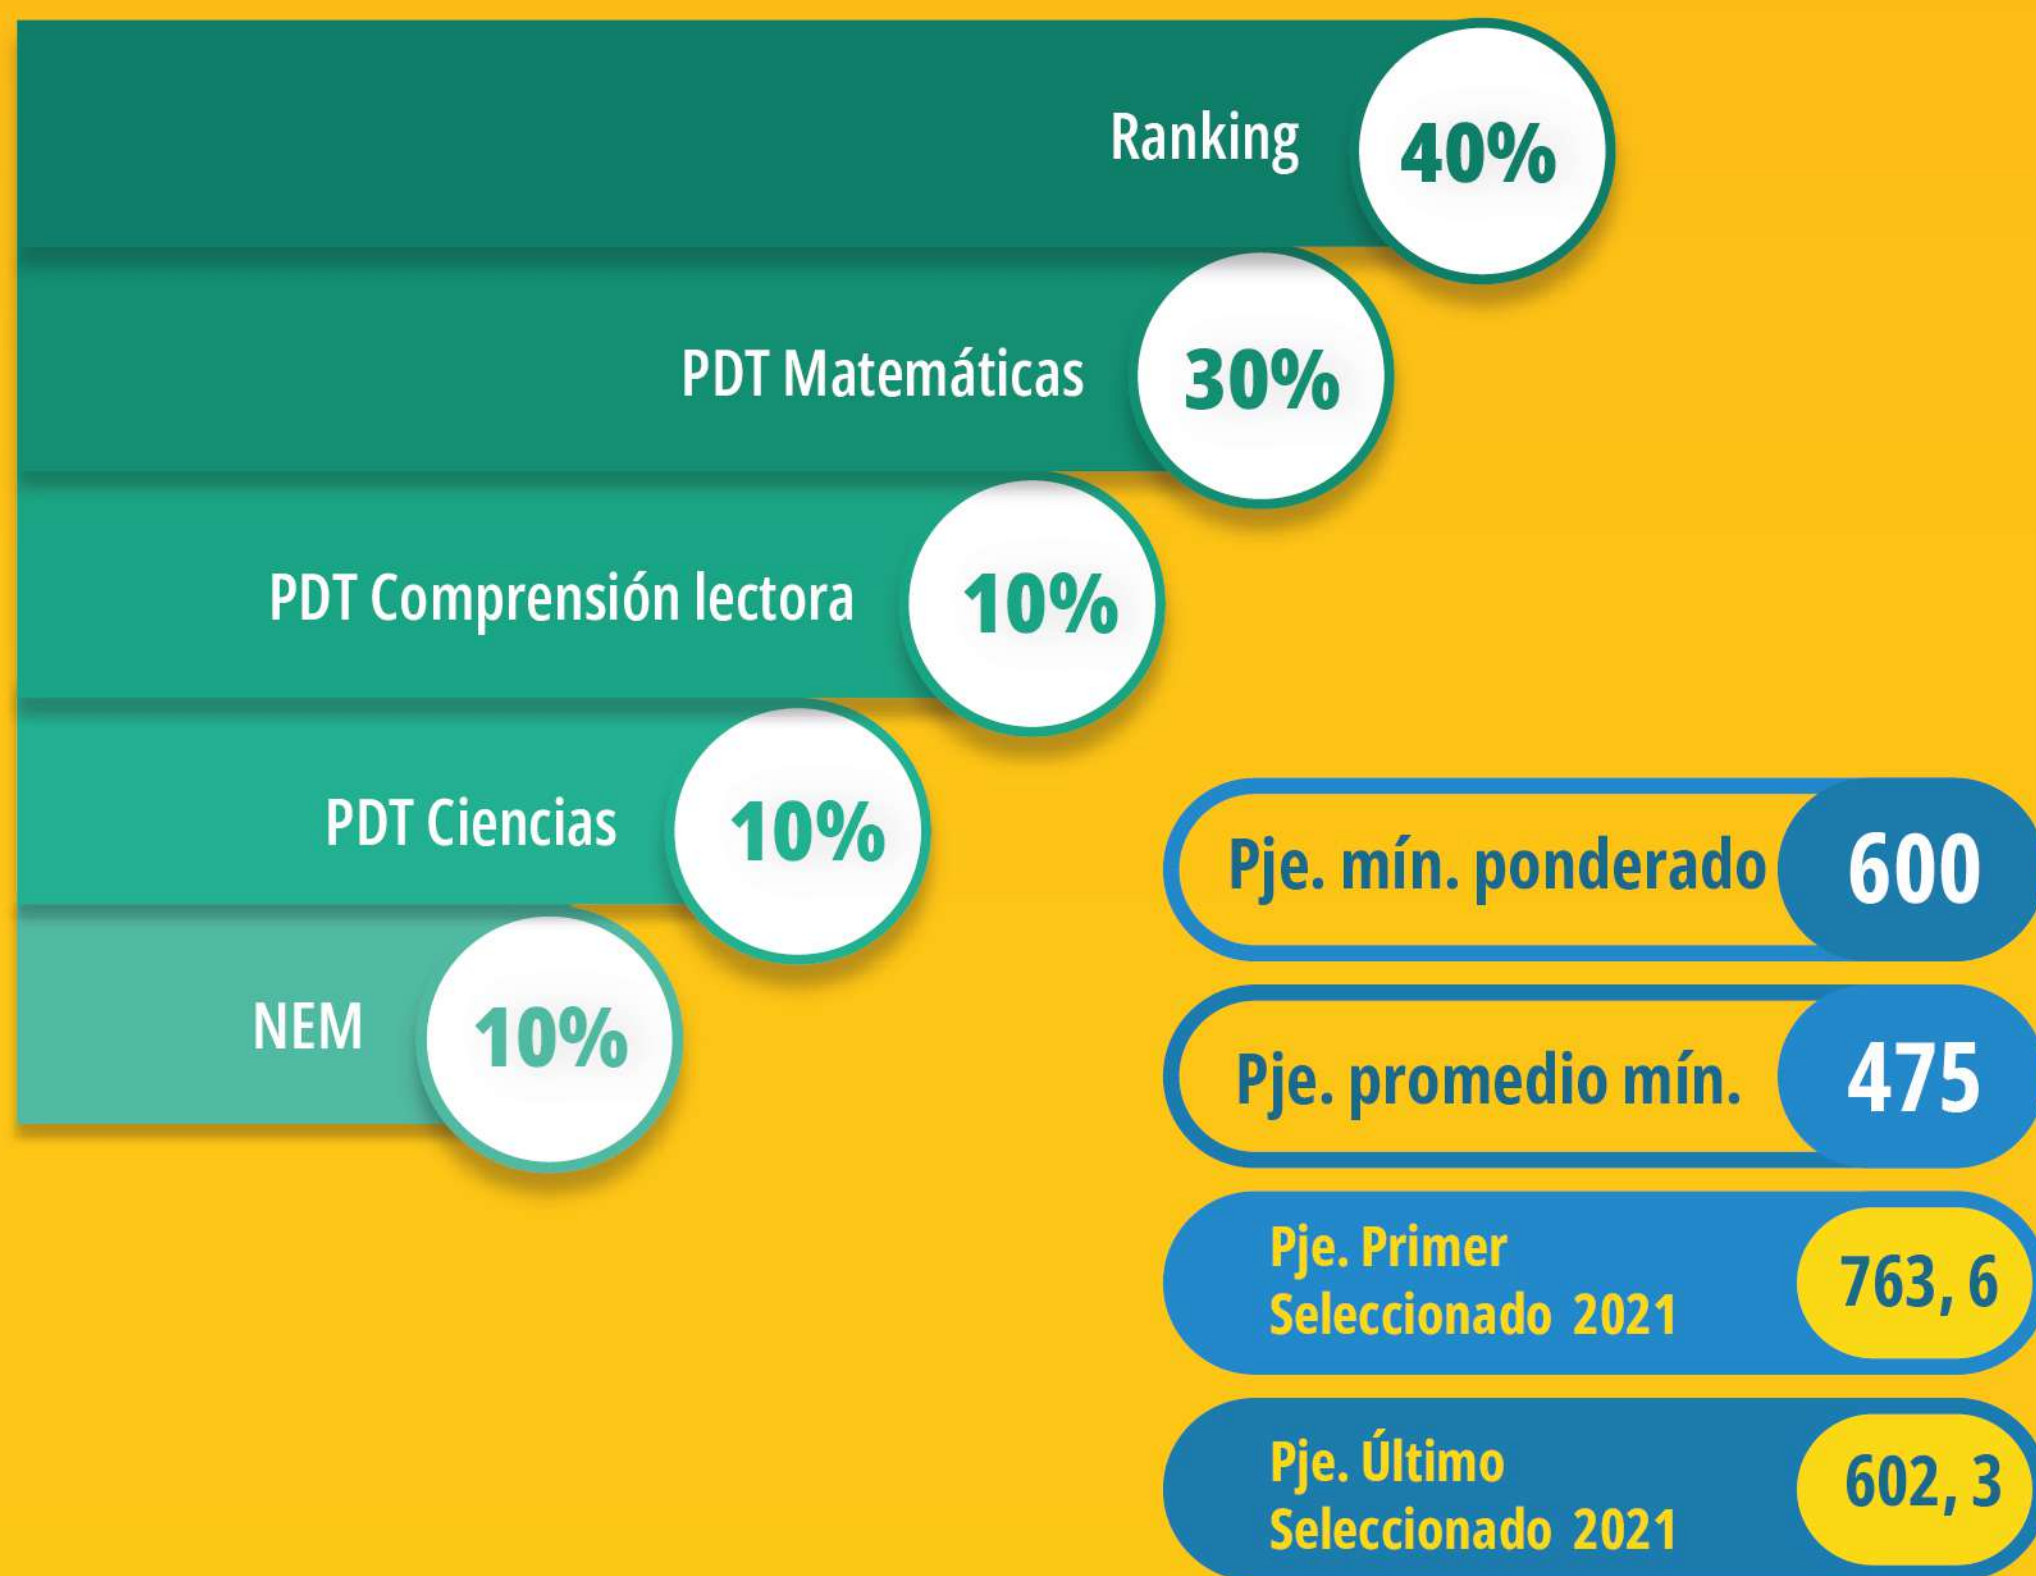 Ranking 40%
PDT Matemáticas 30%
PDT Comprensión lectora 10%
PDT Ciencias 10%
NEM 10%
Pje. mín. ponderado 600
Pje. promedio mín. 475
Pje. Primer
Seleccionado 2021 763, 6
Pje. Último
Seleccionado 2021 602, 3